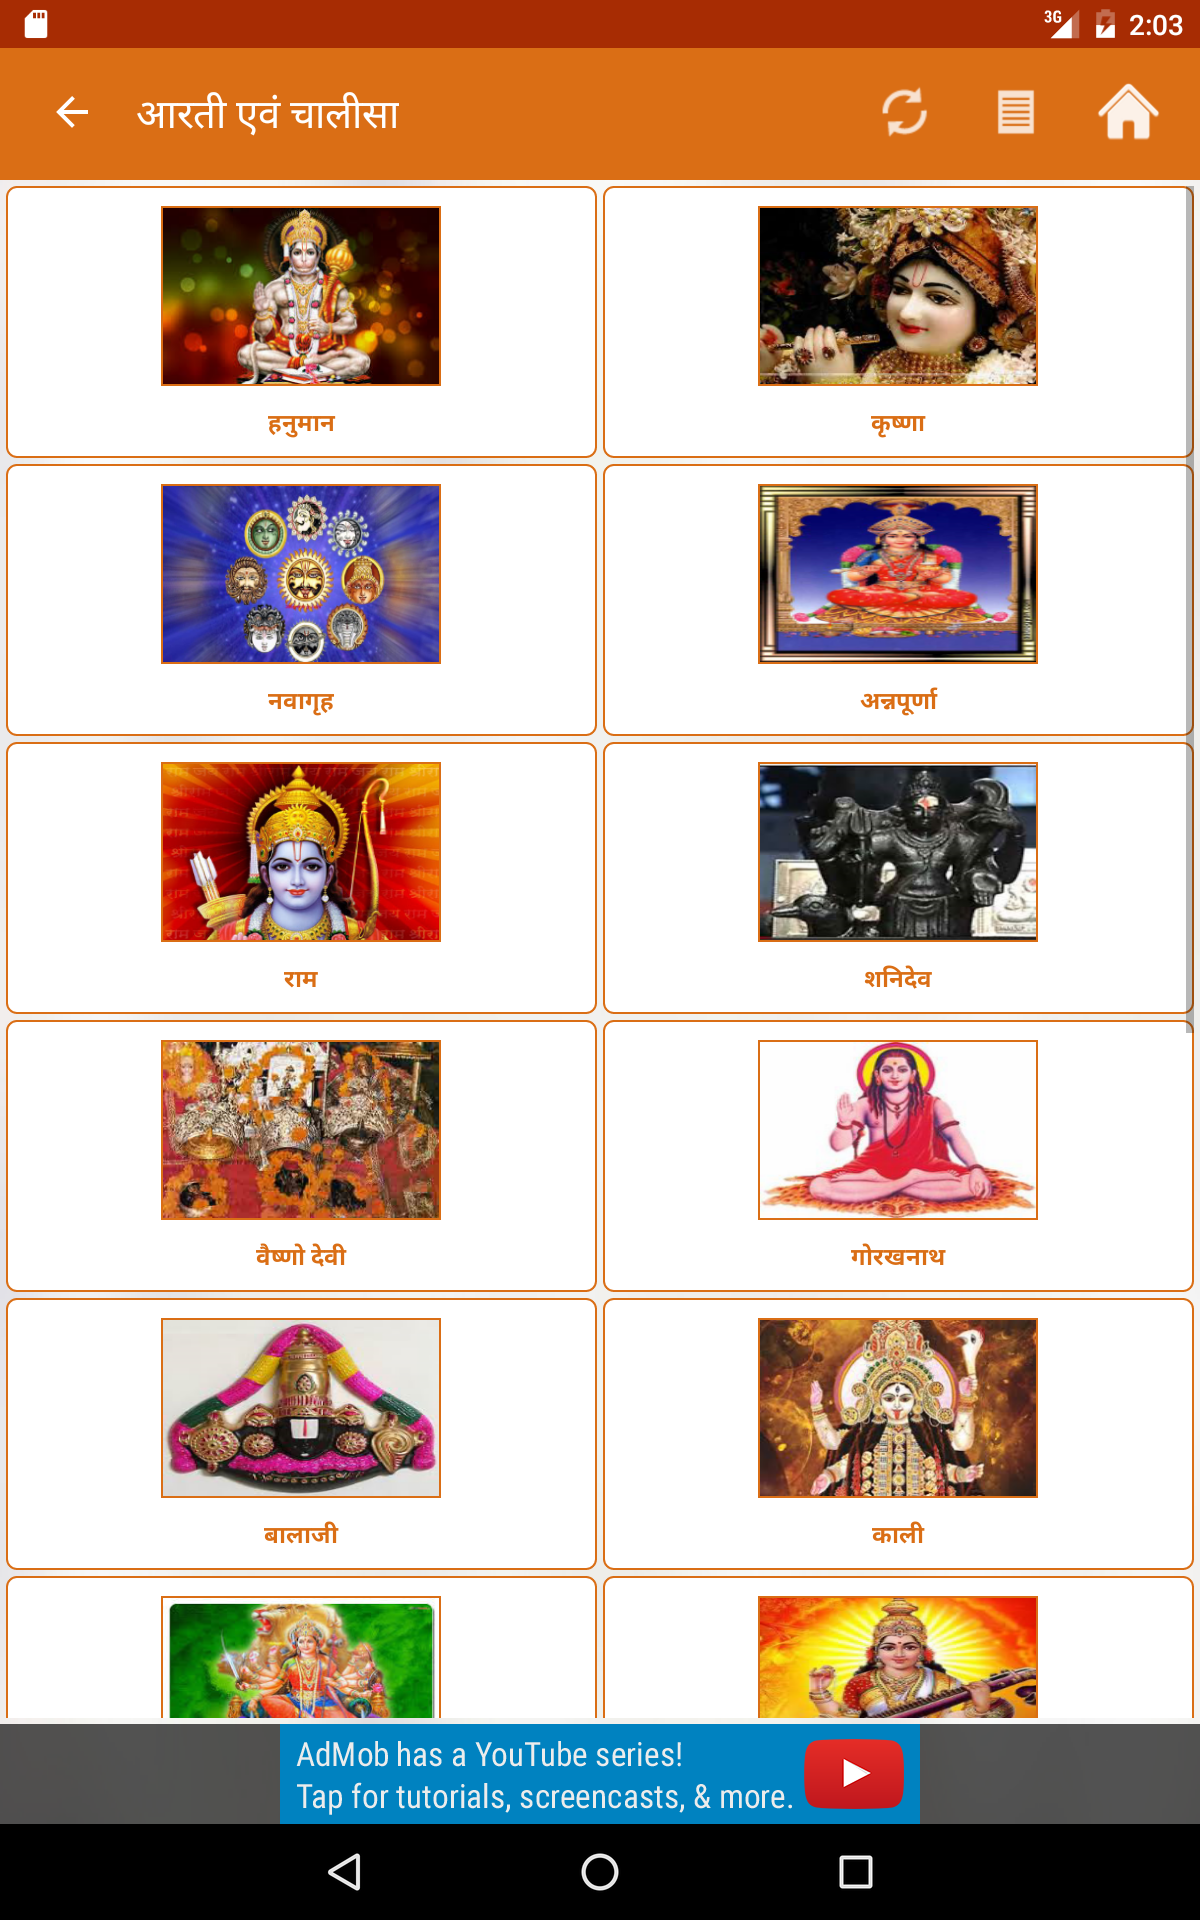 3G 2:03
आरती एवं चालीसा
हनुमान
कृष्णा
नवागृह
अन्नपूर्णा
राम
शनिदेव
वैष्णो देवी
गोरखनाथ
बालाजी
काली
AdMob has a YouTube series!
Tap for tutorials, screencasts, & more.